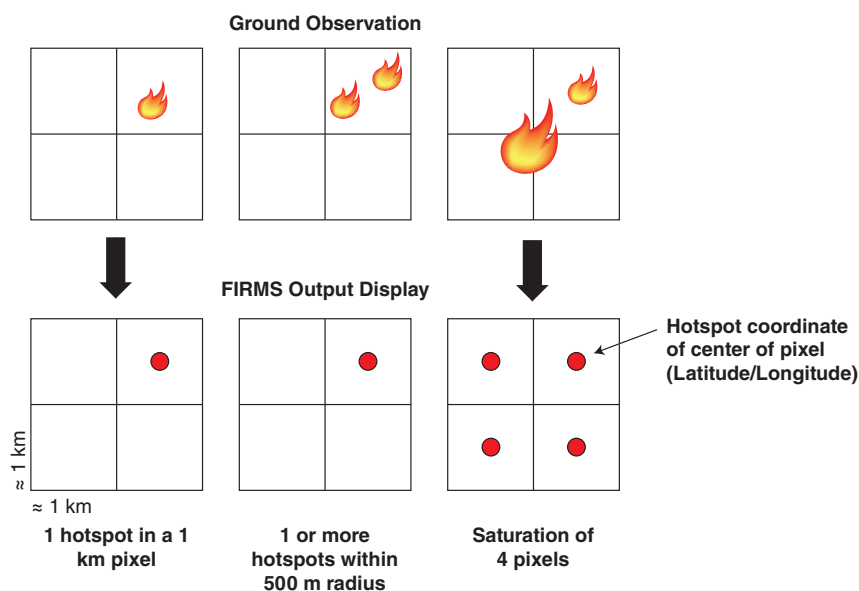 Ground Observation
FIRMS Output Display
Hotspot coordinate
of center of pixel
(Latitude/Longitude)
≈ 1 km
≈ 1 km
1 hotspot in a 1
km pixel
1 or more
hotspots within
500 m radius
Saturation of
4 pixels